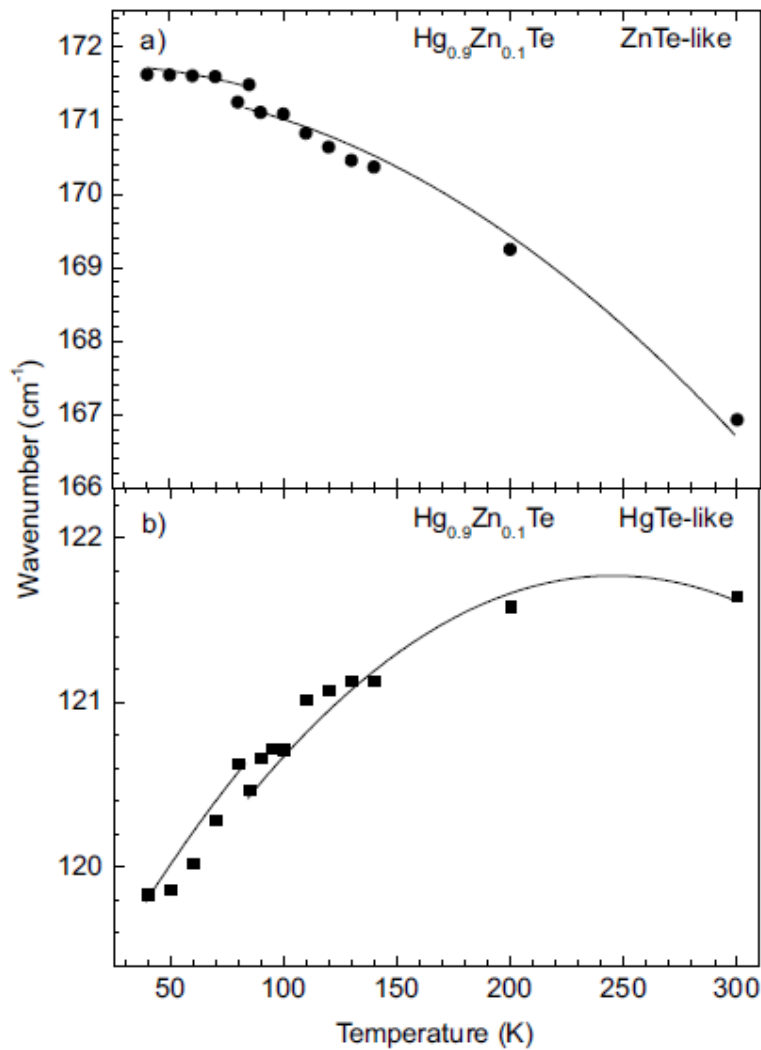 a) Hg0.9Zn0.1Te ZnTe-like
172
171
170
169
168
167
166
Wavenumber (cm-1)
b) Hg0.9Zn0.1Te HgTe-like
122
121
120
50 100 150 200 250 300
Temperature (K)